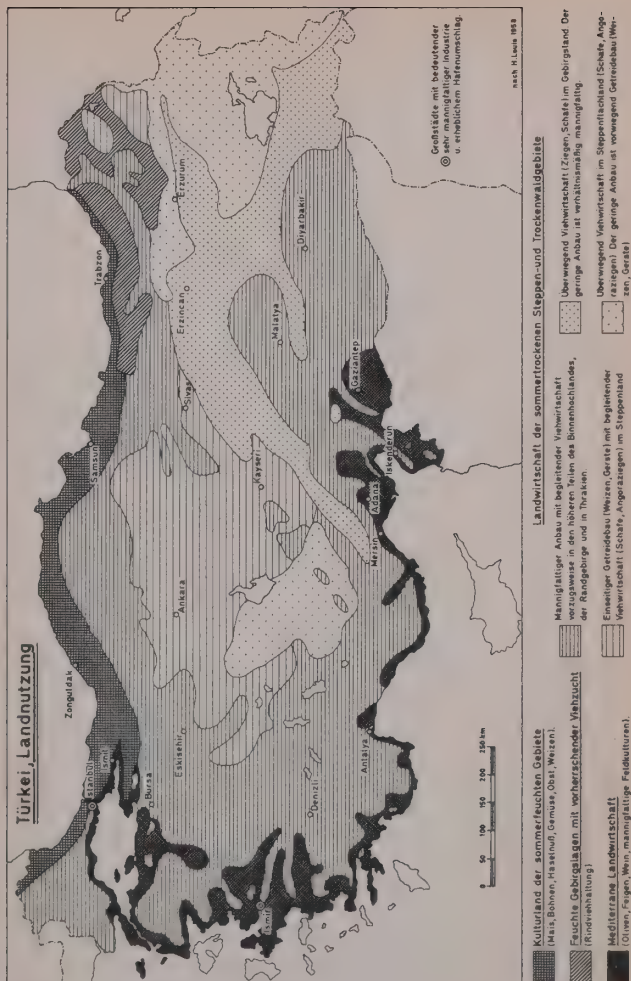 Türkei, Landnutzung
Zonguldak
Samsun
Trabzon
Istanbul
Ismit
Bursa
Eskisehir
Ankara
Sivas
Erzincan
Erzurum
Kayseri
Malatya
Diyarbakir
Denizli
Ismir
Antalya
Mersin
Adana
Iskenderun
Gaziantep
0 50 100 150 200 250 km
Großstädte mit bedeutender
sehr mannigfaltiger Industrie
u. erheblichem Hafenumschlag.
nach H. Louis 1958
Kulturland der sommerfeuchten Gebiete
(Mais, Bohnen, Haselnuß, Gemüse, Obst, Weizen).
Feuchte Gebirgslagen mit vorherrschender Viehzucht
(Rindviehhaltung)
Mediterrane Landwirtschaft
(Oliven, Feigen, Wein, mannigfaltige Feldkulturen).
Landwirtschaft der sommertrockenen Steppen- und Trockenwaldgebiete
Mannigfaltiger Anbau mit begleitender Viehwirtschaft
vorzugsweise in den höheren Teilen des Binnenhochlandes,
der Randgebirge und in Thrakien.
Einseitiger Getreidebau (Weizen, Gerste) mit begleitender
Viehwirtschaft (Schafe, Angoraziegen) im Steppenland
Überwiegend Viehwirtschaft (Ziegen, Schafe) im Gebirgsland. Der
geringe Anbau ist verhältnismäßig mannigfaltig.
Überwiegend Viehwirtschaft im Steppenflachland (Schafe, Ango-
raziegen) Der geringe Anbau ist vorwiegend Getreidebau (Wei-
zen, Gerste)